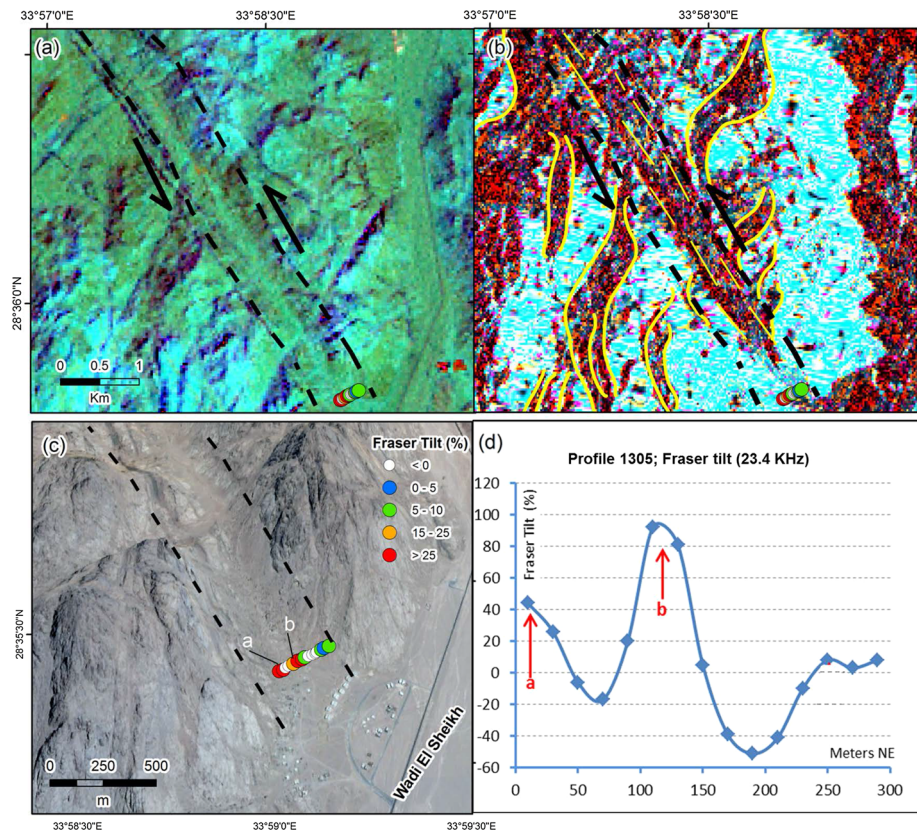 33°57'0"
33°58'30"
33°57'0"
33°58'30"
(a)
(b)
28°36'0"N
0 0.5 1
Km
(c)
Fraser Tilt (%)
< 0
0 - 5
5 - 10
15 - 25
> 25
28°35'30"N
a
b
Wadi El Sheikh
0 250 500
m
33°58'30"E
33°59'0"E
33°59'30"E
(d)
Profile 1305; Fraser tilt (23.4 KHz)
Fraser Tilt (%)
120
100
80
60
40
20
0
-20
-40
-60
a
b
Meters NE
0 50 100 150 200 250 300